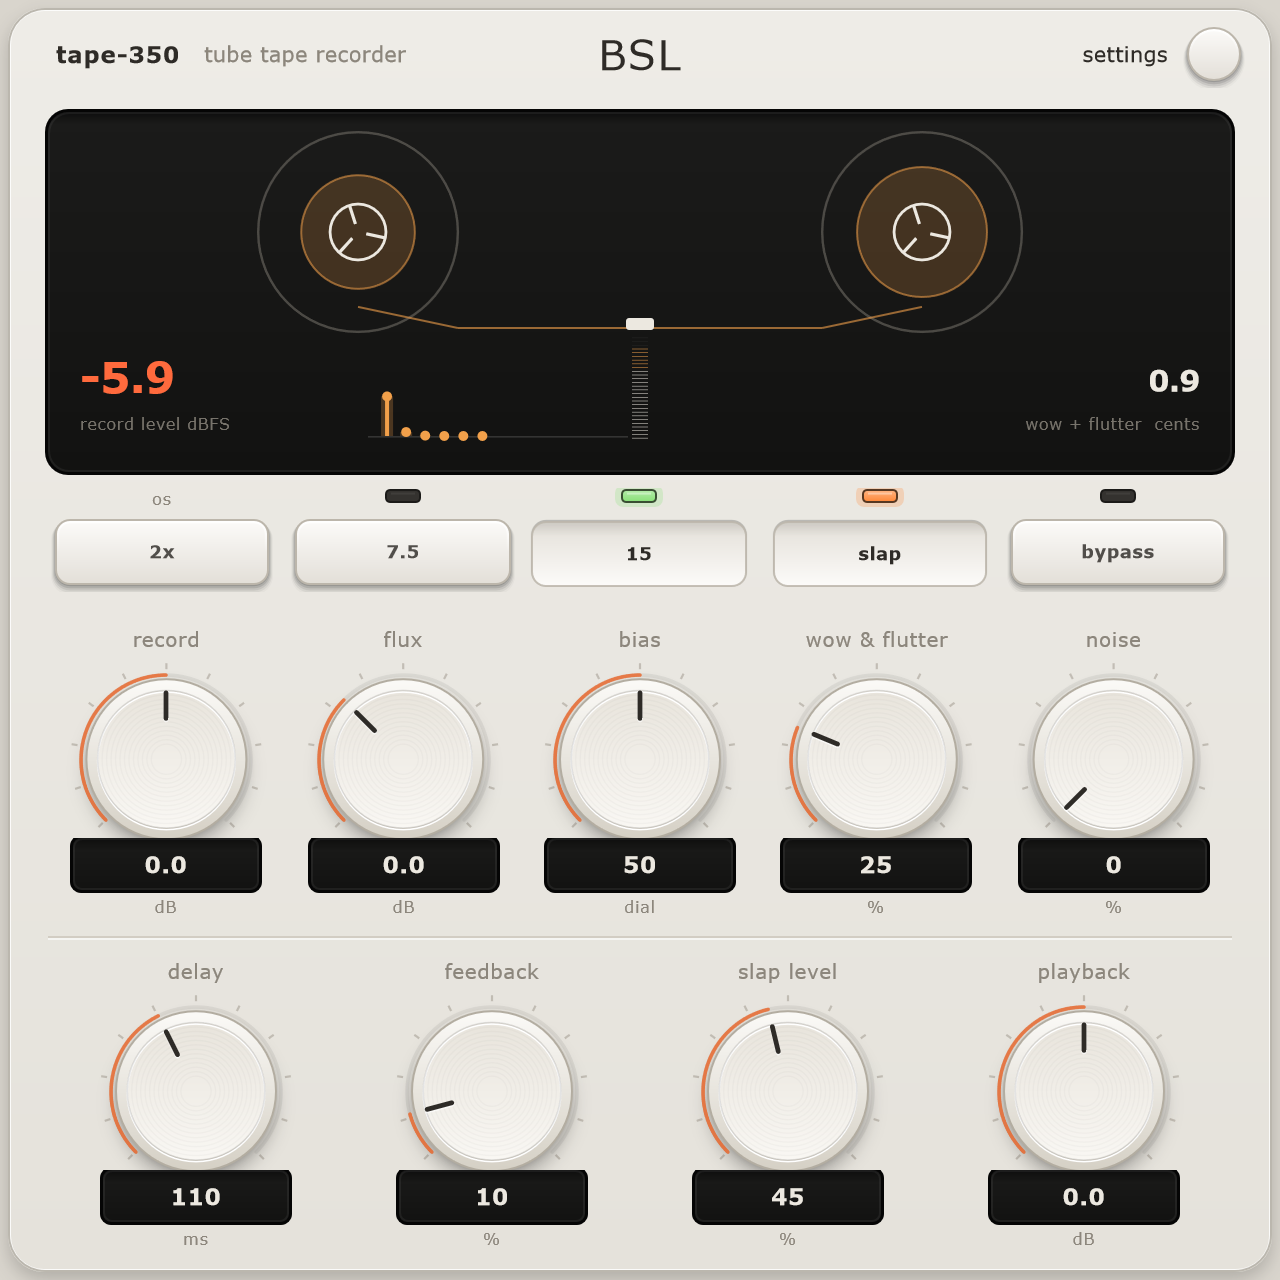 tape-350 tube tape recorder BSL settings
-5.9 0.9
record level dBFS wow + flutter cents
os
2x 7.5 15 slap bypass
record flux bias wow & flutter noise
0.0 0.0 50 25 0
dB dB dial % %
delay feedback slap level playback
110 10 45 0.0
ms % % dB